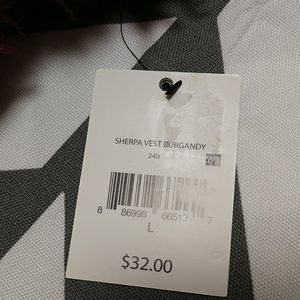 SHERPA VEST BURGANDY
240
8 86998 66513 7
L
$32.00